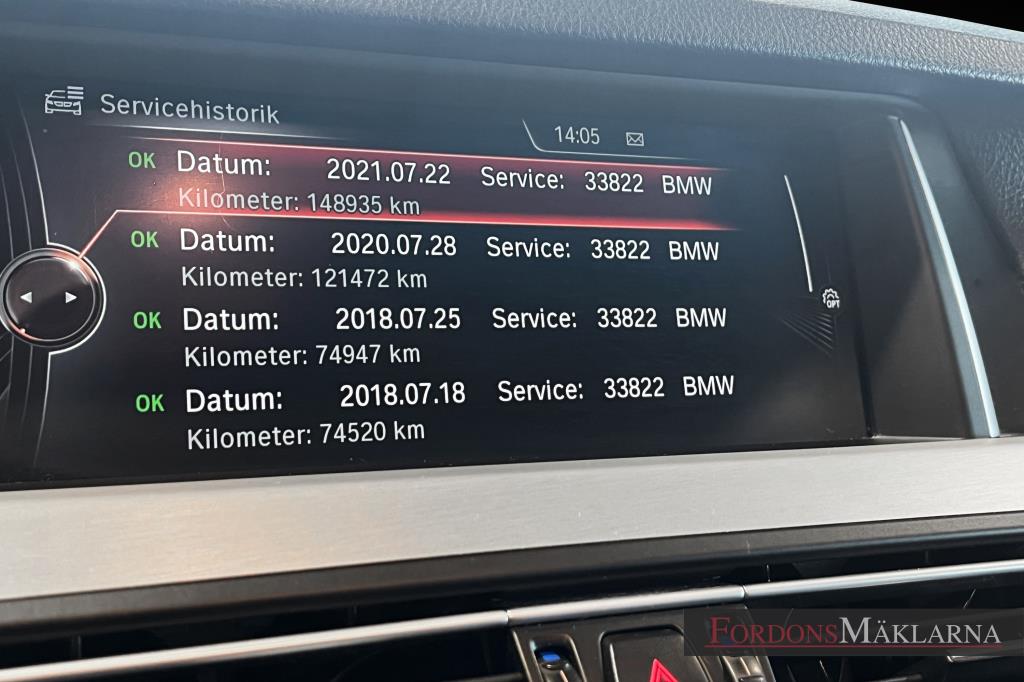 Servicehistorik
14:05
OK Datum: 2021.07.22 Service: 33822 BMW
Kilometer: 148935 km
OK Datum: 2020.07.28 Service: 33822 BMW
Kilometer: 121472 km
OK Datum: 2018.07.25 Service: 33822 BMW
Kilometer: 74947 km
OK Datum: 2018.07.18 Service: 33822 BMW
Kilometer: 74520 km
OPT
FORDONSMÄKLARNA